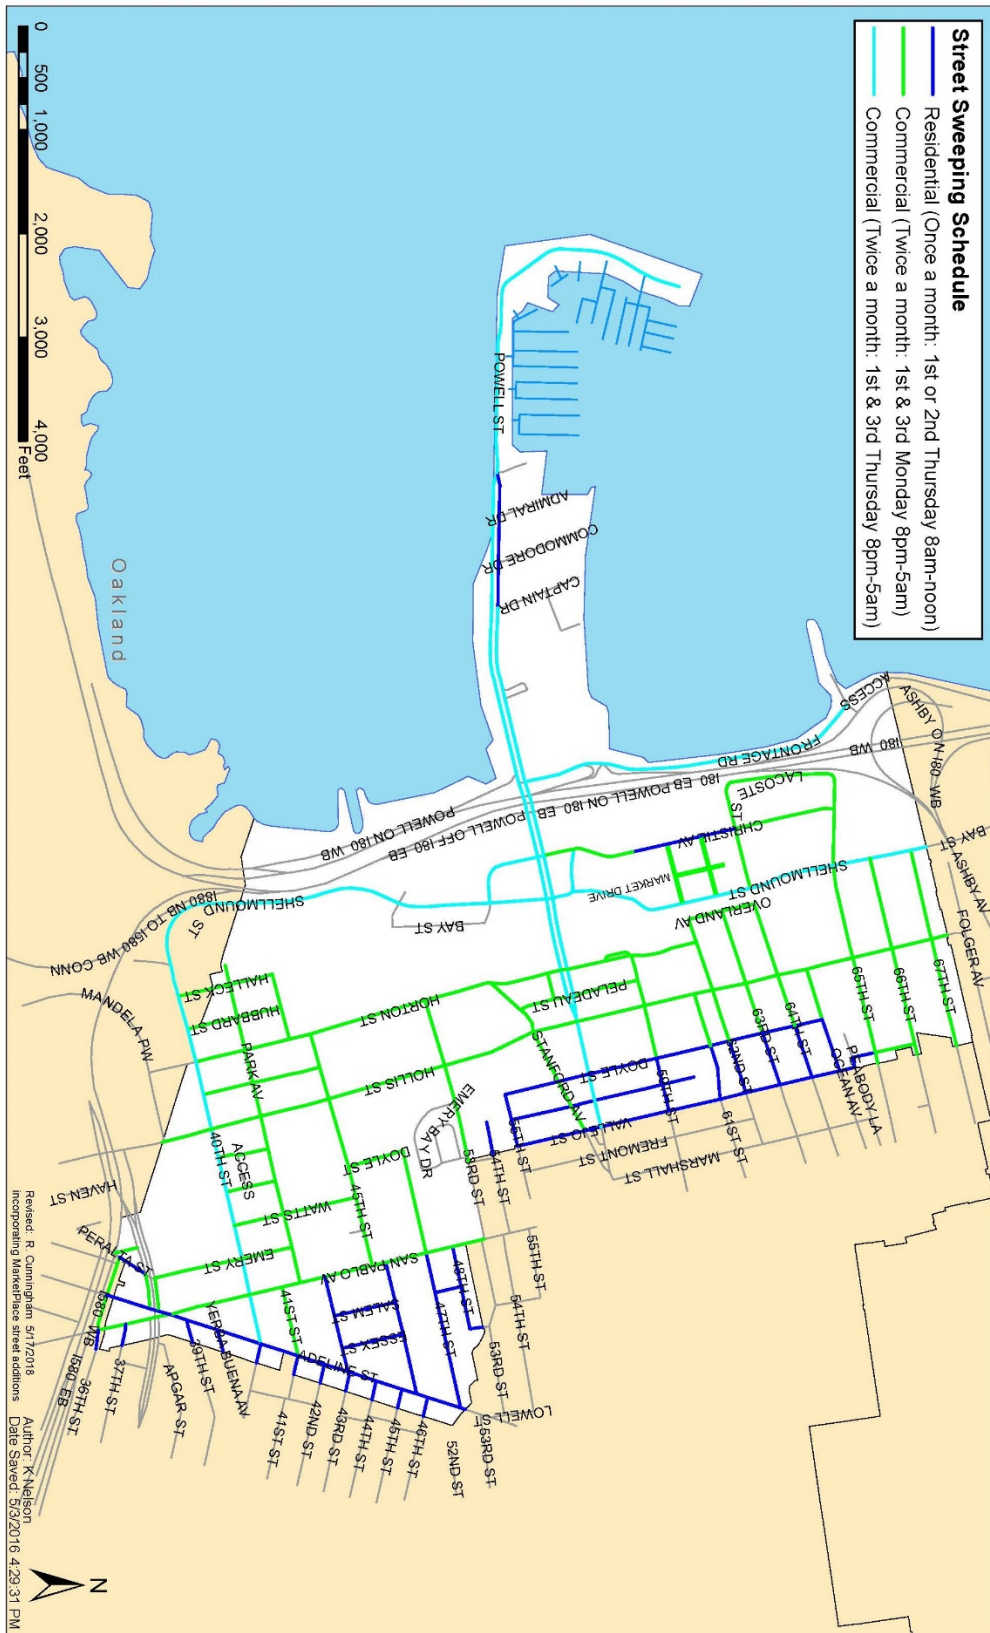 Street Sweeping Schedule
Residential (Once a month: 1st or 2nd Thursday 8am-noon)
Commercial (Twice a month: 1st & 3rd Monday 8pm-5am)
Commercial (Twice a month: 1st & 3rd Thursday 8pm-5am)
POWELL ST
ADMIRAL DR
COMMODORE DR
CAPTAIN DR
ACCESS
ASHBY ON I80 WB
FRONTAGE RD
I80 WB
I80 EB POWELL ON I80 EB
POWELL OFF I80 EB
POWELL ON I80 WB
BAY ST
ASHBY AV
FOLGER AV
LACOSTE
ST
CHRISTIE AV
MARKET DRIVE
SHELLMOUND ST
OVERLAND AV
67TH ST
66TH ST
65TH ST
64TH ST
63RD ST
62ND ST
61ST ST
59TH ST
PEABODY LA
OCEAN AV
SHELLMOUND
ST
BAY ST
I880 NB TO I580 WB CONN
MANDELA PW
HALLECK ST
HUBBARD ST
HORTON ST
PELADEAU ST
PARK AV
HOLLIS ST
STANFORD AV
DOYLE ST
VALLEJO ST
FREMONT ST
MARSHALL ST
EMERY BAY DR
DOYLE ST
53RD ST
54TH ST
55TH ST
40TH ST
ACCESS
45TH ST
WATTS ST
EMERY ST
SAN PABLO AV
HAVEN ST
PERALTA ST
55TH ST
54TH ST
53RD ST
48TH ST
47TH ST
SALEM ST
ESSEX ST
41ST ST
ADELINE ST
YERBA BUENA AV
39TH ST
APGAR ST
37TH ST
36TH ST
I580 WB
I580 EB
41ST ST
42ND ST
43RD ST
44TH ST
45TH ST
46TH ST
52ND ST
53RD ST
LOWELL ST
Oakland
0 500 1,000 2,000 3,000 4,000
Feet
Revised: R. Cunningham 5/17/2018
incorporating MarketPlace street additions
Author: K Nelson
Date Saved: 5/3/2016 4:29:31 PM
N